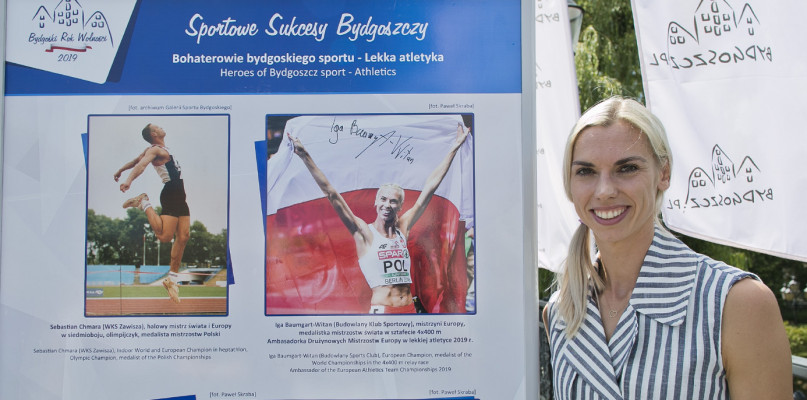 Bydgoski Rok Wolności
2019
Sportowe Sukcesy Bydgoszczy
Bohaterowie bydgoskiego sportu - Lekka atletyka
Heroes of Bydgoszcz sport - Athletics
[fot. archiwum Galeria Sportu Bydgoskiego]
[fot. Paweł Skraba]
Iga Baumgart-Witan
SPAR
POL
BERLIN
Sebastian Chmara (WKS Zawisza), halowy mistrz świata i Europy
w siedmioboju, olimpijczyk, medalista mistrzostw Polski
Sebastian Chmara (WKS Zawisza), Indoor World and European Champion in heptathlon,
Olympic Champion, medalist of the Polish Championships
Iga Baumgart-Witan (Budowlany Klub Sportowy), mistrzyni Europy,
medalistka mistrzostw świata w sztafecie 4x400 m
Ambasadorka Drużynowych Mistrzostw Europy w lekkiej atletyce 2019 r.
Iga Baumgart-Witan (Budowlany Sports Club), European Champion, medalist of the
World Championships in the 4x400 m relay race
Ambassador of the European Athletics Team Championships 2019
[fot. Paweł Skraba]
[fot. Paweł Skraba]
BYDGOSZCZ.PL
BYDGOSZCZ.PL